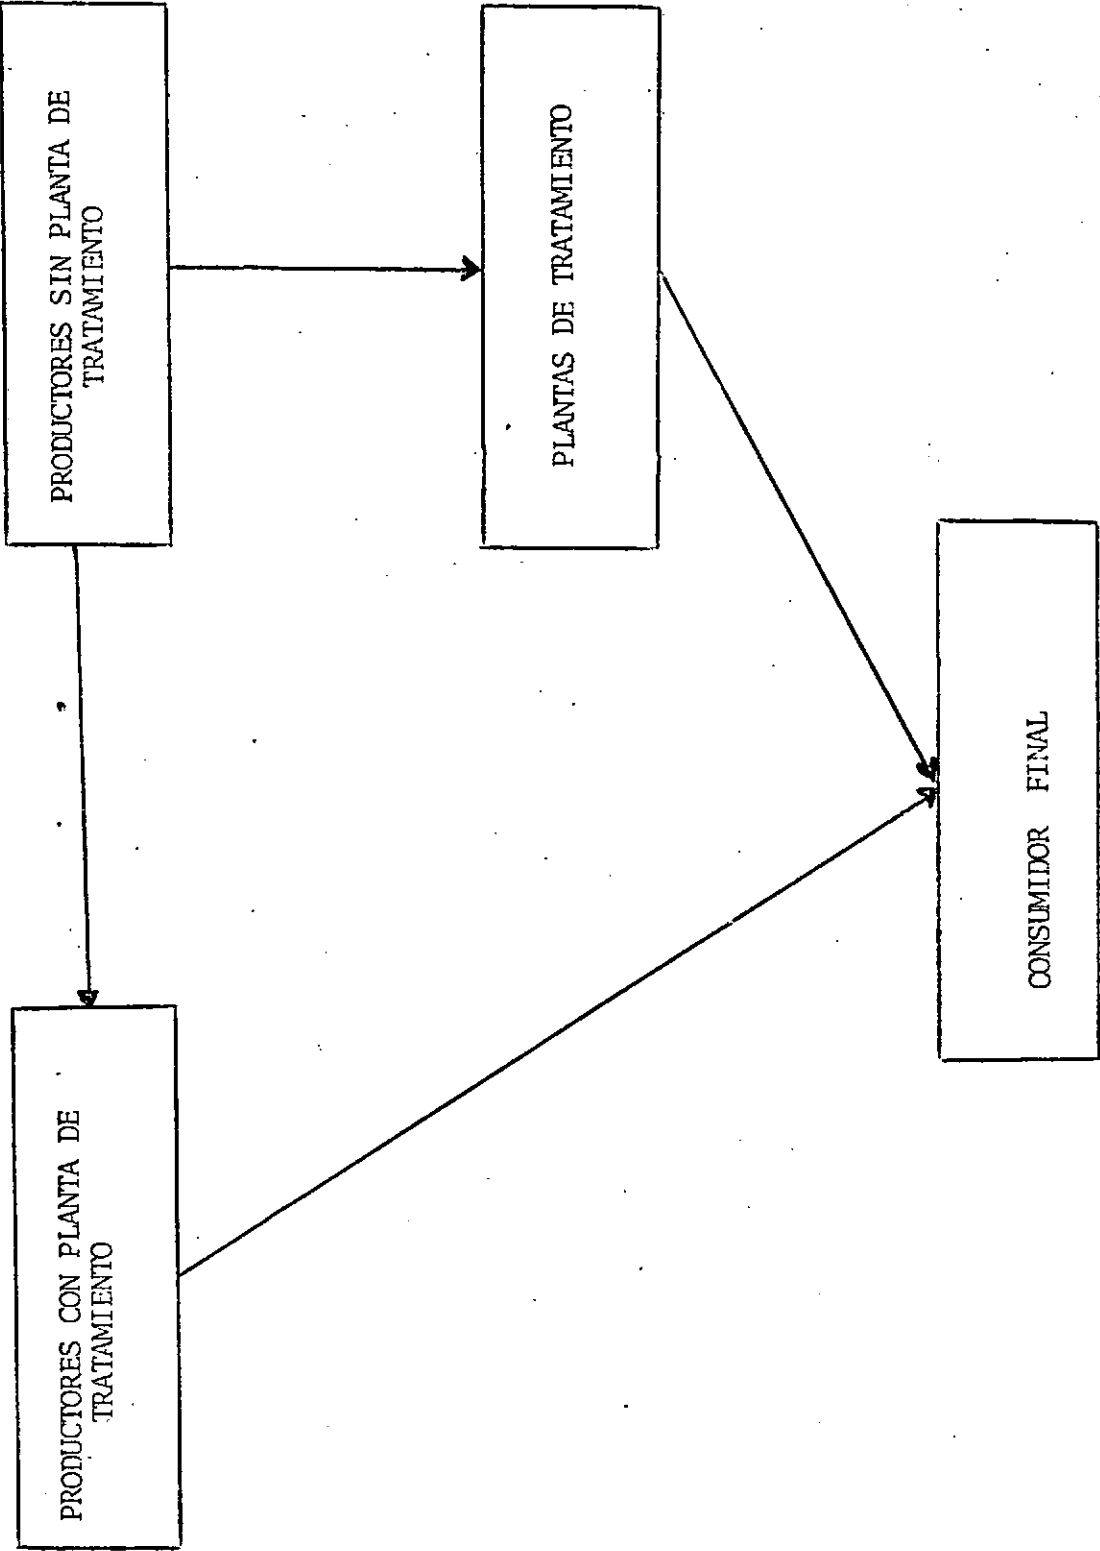 PRODUCTORES CON PLANTA DE
TRATAMIENTO
PRODUCTORES SIN PLANTA DE
TRATAMIENTO
PLANTAS DE TRATAMIENTO
CONSUMIDOR FINAL